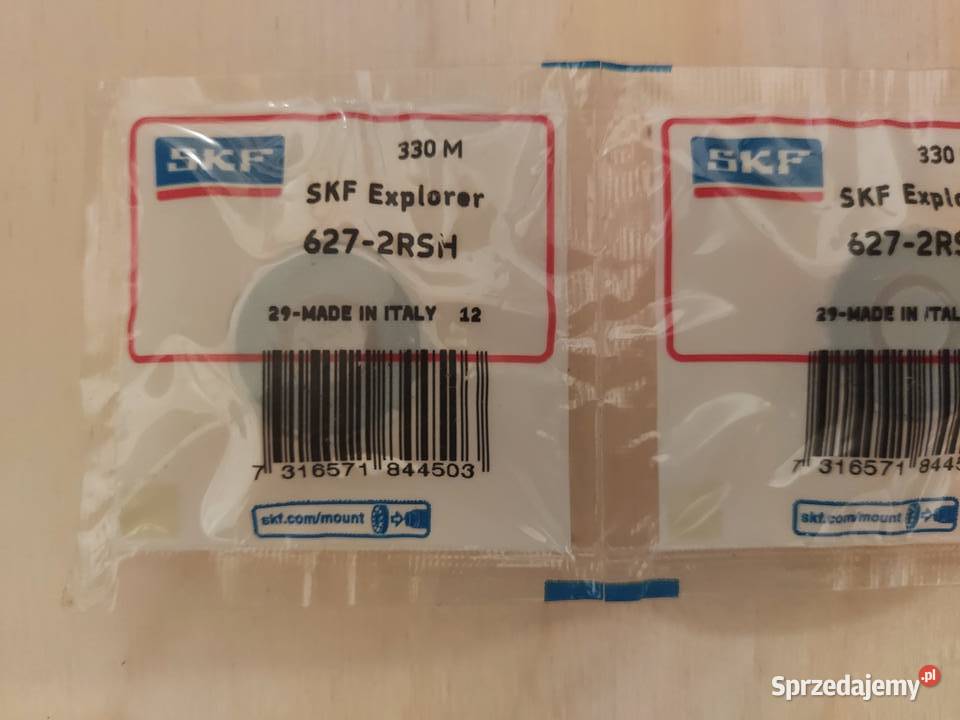 SKF
330 M
SKF Explorer
627-2RSH
29-MADE IN ITALY 12
7 316571 844503
skf.com/mount
SKF
330
SKF Explo
627-2RS
29-MADE IN ITAL
7 316571 8445
skf.com/mount
Sprzedajemy.pl